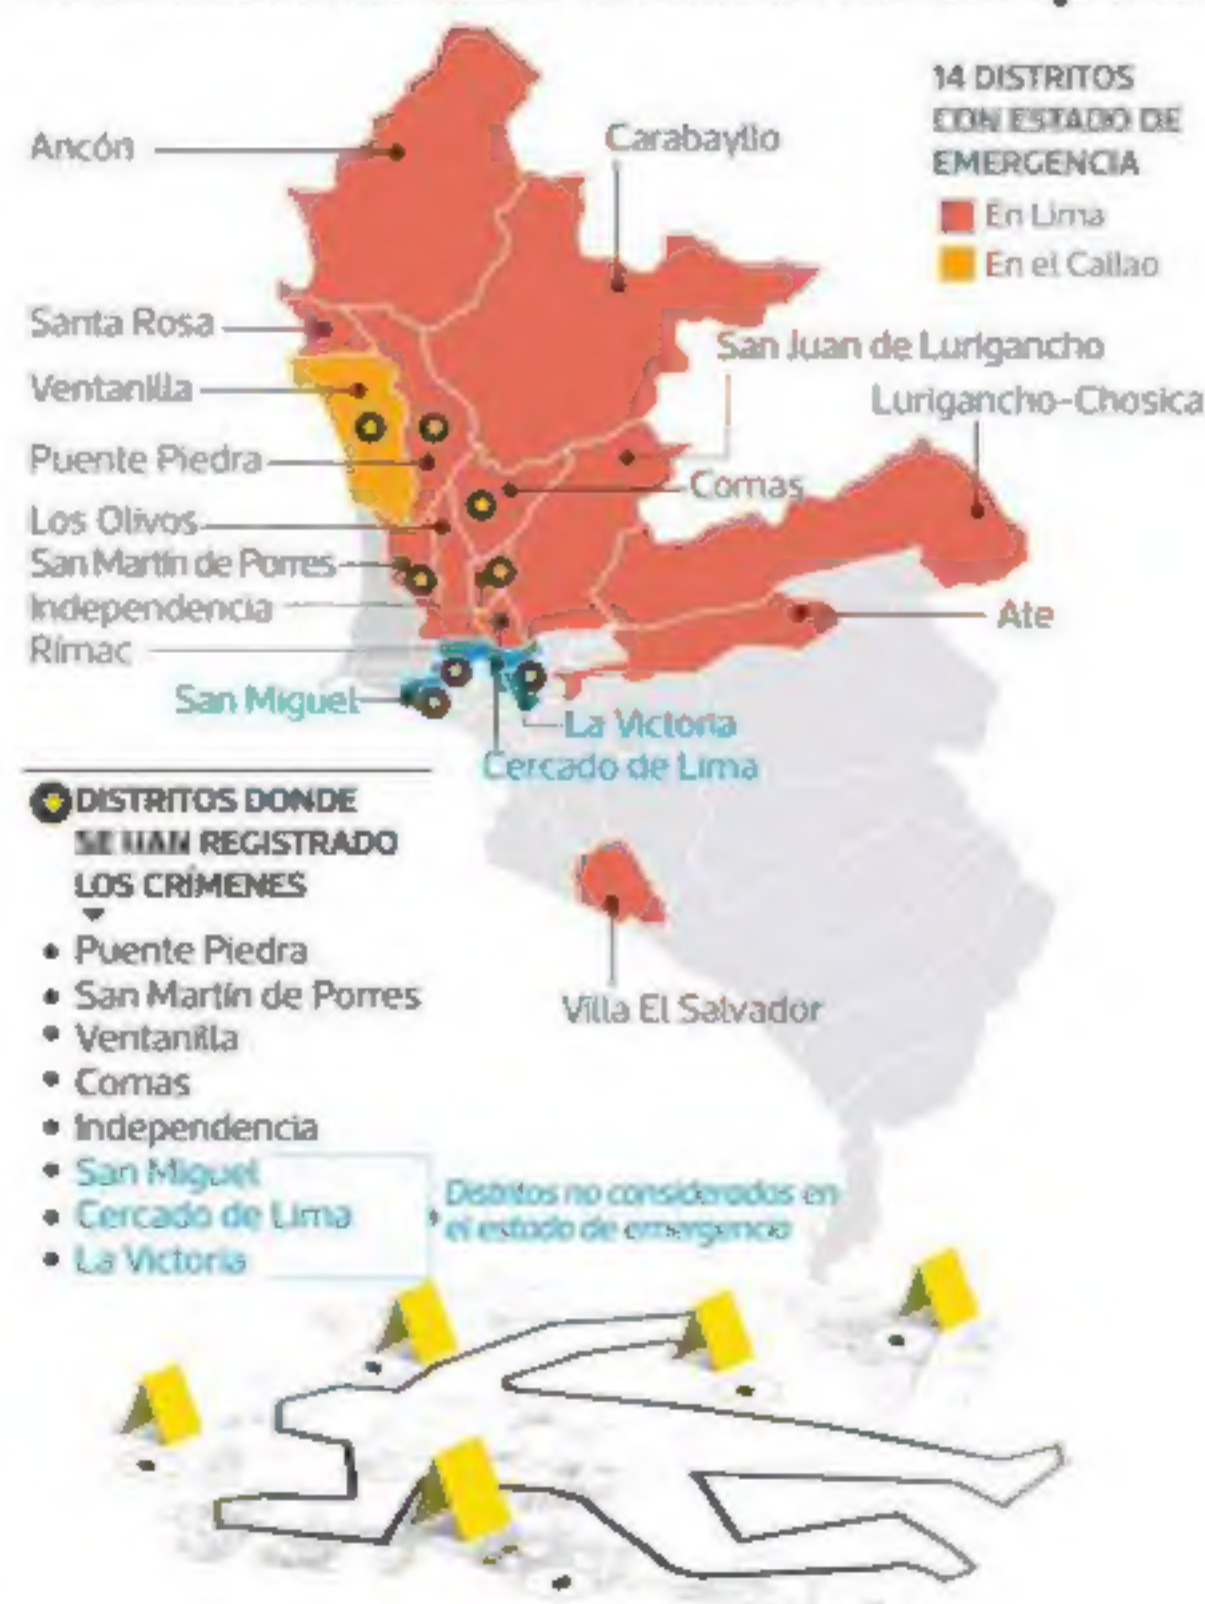 14 DISTRITOS
CON ESTADO DE
EMERGENCIA
En Lima
En el Callao
Ancón
Carabayllo
Santa Rosa
San Juan de Lurigancho
Ventanilla
Lurigancho-Chosica
Puente Piedra
Comas
Los Olivos
San Martín de Porres
Independencia
Ate
Rímac
San Miguel
La Victoria
Cercado de Lima
DISTRITOS DONDE
SE HAN REGISTRADO
LOS CRÍMENES
• Puente Piedra
• San Martín de Porres
• Ventanilla
• Comas
• Independencia
• San Miguel
• Cercado de Lima
• La Victoria
Distritos no considerados en
el estado de emergencia
Villa El Salvador